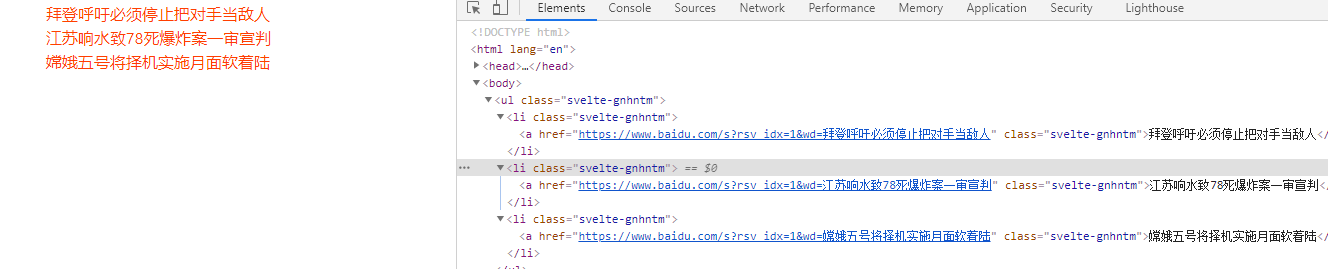 拜登呼吁必须停止把对手当敌人
江苏响水致78死爆炸案一审宣判
嫦娥五号将择机实施月面软着陆
Elements Console Sources Network Performance Memory Application Security Lighthouse
<!DOCTYPE html>
<html lang="en">
<head>…</head>
<body>
<ul class="svelte-gnhntm">
<li class="svelte-gnhntm">
<a href="https://www.baidu.com/s?rsv_idx=1&wd=拜登呼吁必须停止把对手当敌人" class="svelte-gnhntm">拜登呼吁必须停止把对手当敌人</
</li>
<li class="svelte-gnhntm"> == $0
<a href="https://www.baidu.com/s?rsv_idx=1&wd=江苏响水致78死爆炸案一审宣判" class="svelte-gnhntm">江苏响水致78死爆炸案一审宣判</
</li>
<li class="svelte-gnhntm">
<a href="https://www.baidu.com/s?rsv_idx=1&wd=嫦娥五号将择机实施月面软着陆" class="svelte-gnhntm">嫦娥五号将择机实施月面软着陆</
</li>
</ul>